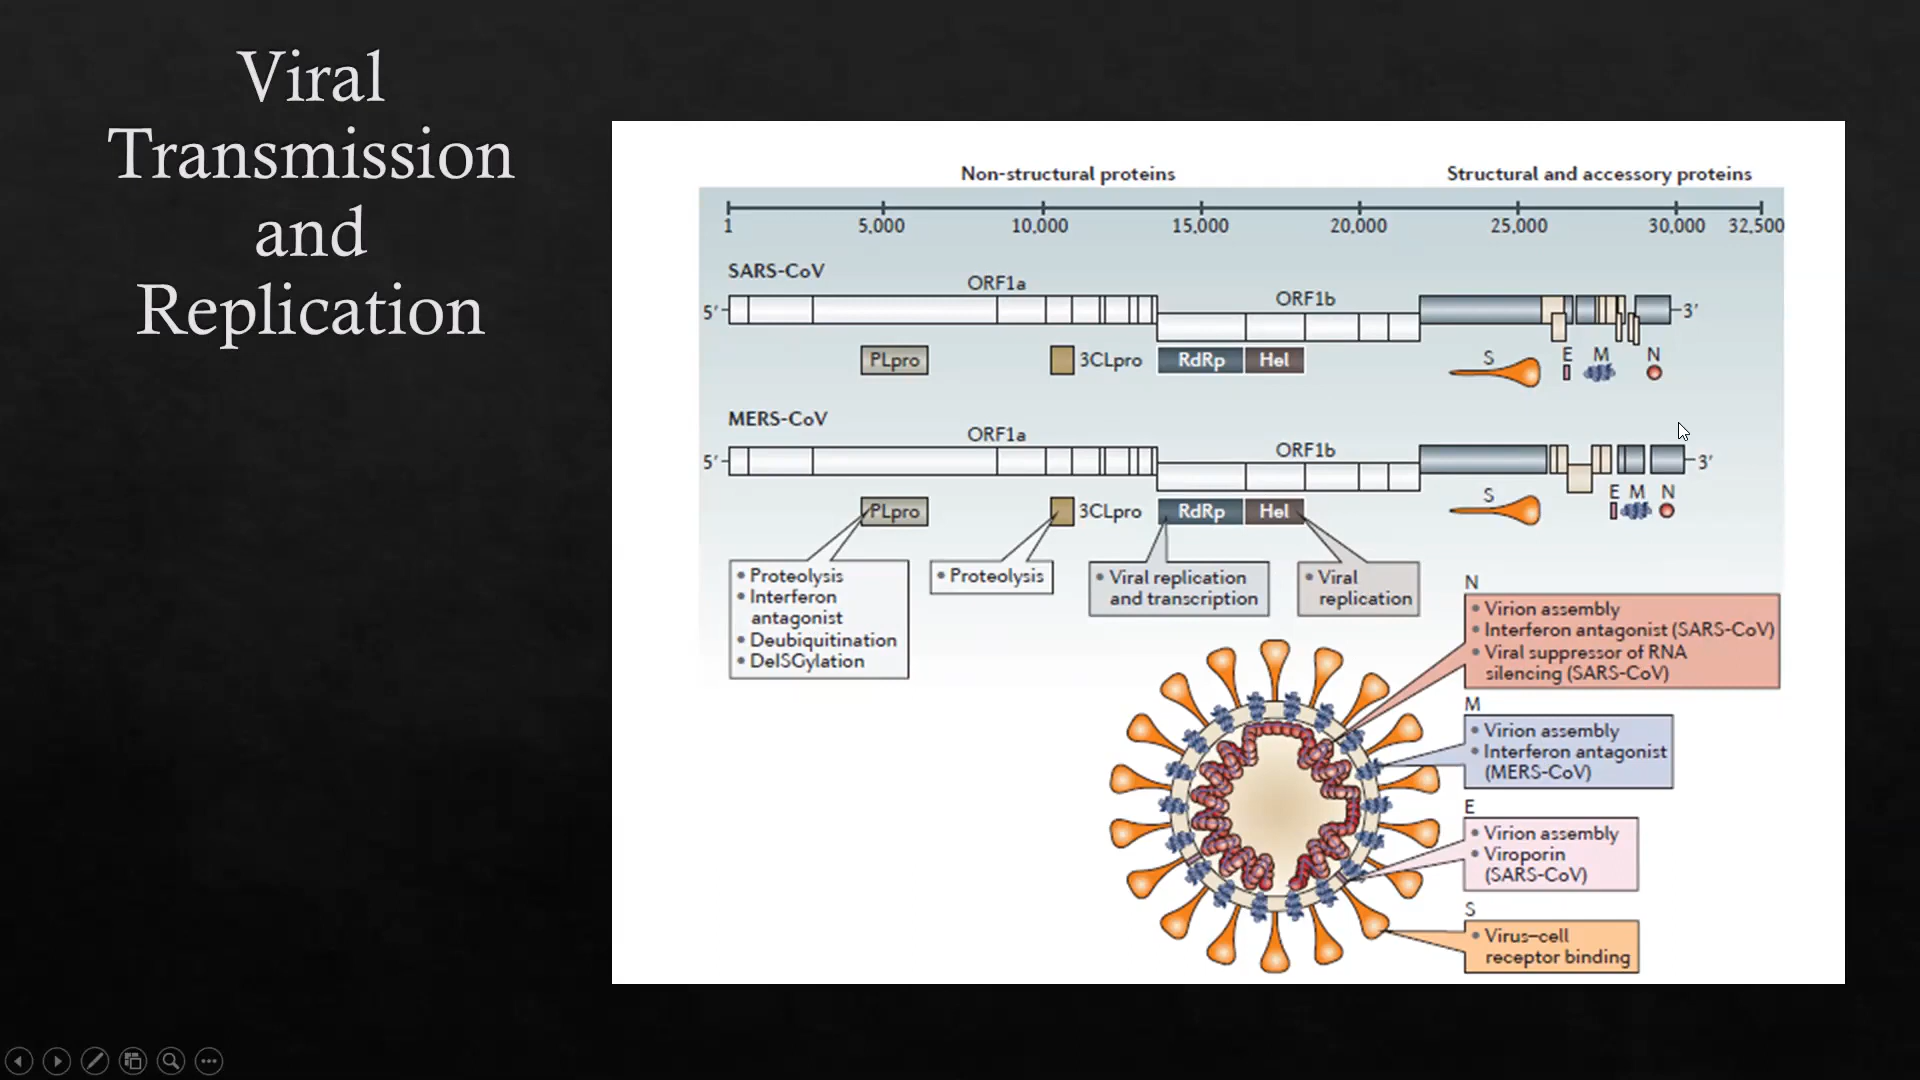 Viral
Transmission
and
Replication
Non-structural proteins
Structural and accessory proteins
1 5,000 10,000 15,000 20,000 25,000 30,000 32,500
SARS-CoV
ORF1a
ORF1b
5′
3′
PLpro
3CLpro
RdRp
Hel
S
E
M
N
MERS-CoV
ORF1a
ORF1b
5′
3′
PLpro
3CLpro
RdRp
Hel
S
E
M
N
• Proteolysis
• Interferon
antagonist
• Deubiquitination
• DeISGylation
• Proteolysis
• Viral replication
and transcription
• Viral
replication
N
• Virion assembly
• Interferon antagonist (SARS-CoV)
• Viral suppressor of RNA
silencing (SARS-CoV)
M
• Virion assembly
• Interferon antagonist
(MERS-CoV)
E
• Virion assembly
• Viroporin
(SARS-CoV)
S
• Virus–cell
receptor binding